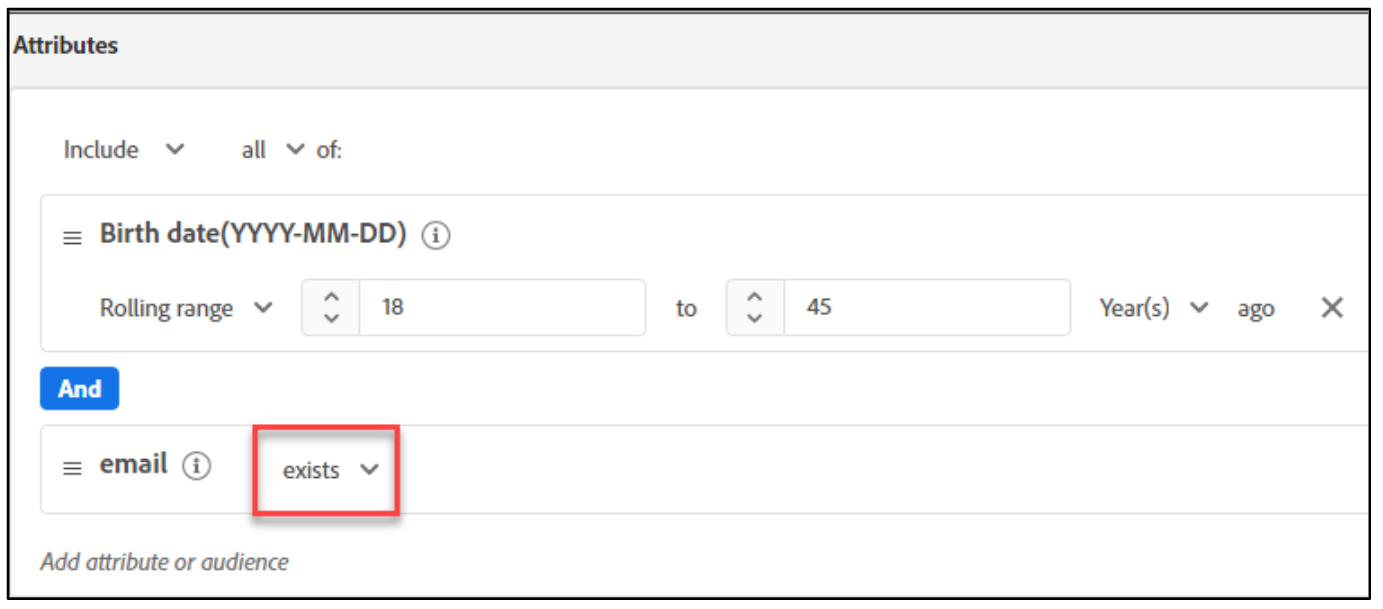 Attributes
Include all of:
Birth date(YYYY-MM-DD)
Rolling range 18 to 45 Year(s) ago
And
email exists
Add attribute or audience